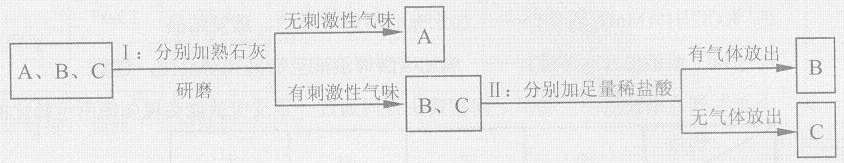 A、B、C
Ⅰ：分别加熟石灰
研磨
无刺激性气味
A
有刺激性气味
B、C
Ⅱ：分别加足量稀盐酸
有气体放出
B
无气体放出
C